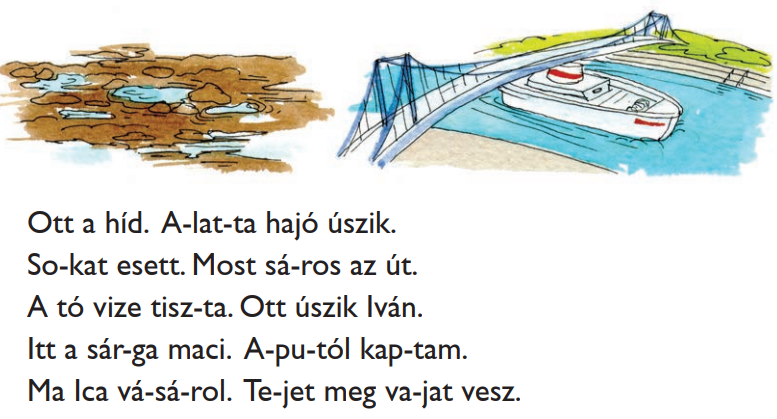 Ott a híd. A-lat-ta hajó úszik.
So-kat esett. Most sá-ros az út.
A tó vize tisz-ta. Ott úszik Iván.
Itt a sár-ga maci. A-pu-tól kap-tam.
Ma Ica vá-sá-rol. Te-jet meg va-jat vesz.